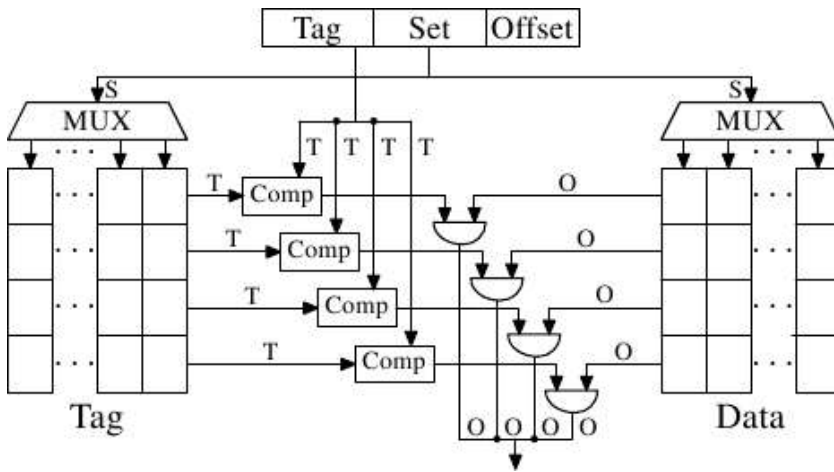 Tag Set Offset
S S
MUX MUX
T T T T
T Comp O
T Comp O
T Comp O
T Comp O
Tag Data
O O O O